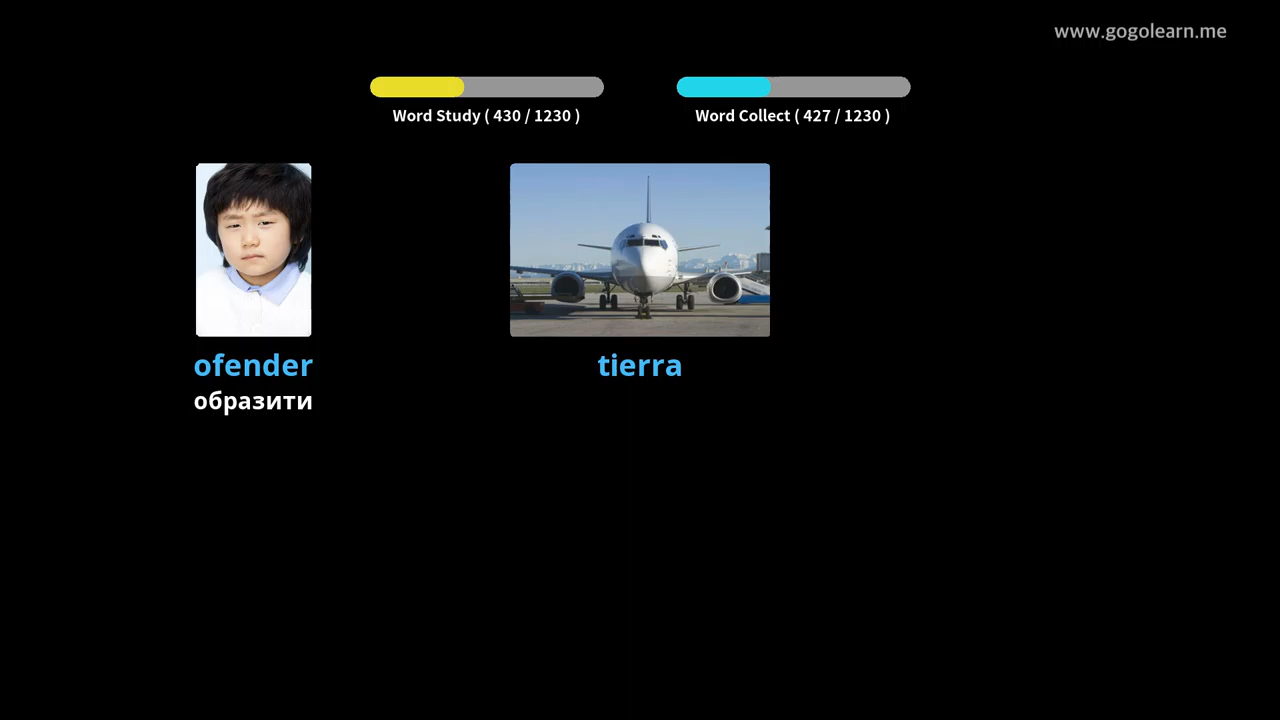 www.gogolearn.me
Word Study ( 430 / 1230 )
Word Collect ( 427 / 1230 )
ofender
образити
tierra